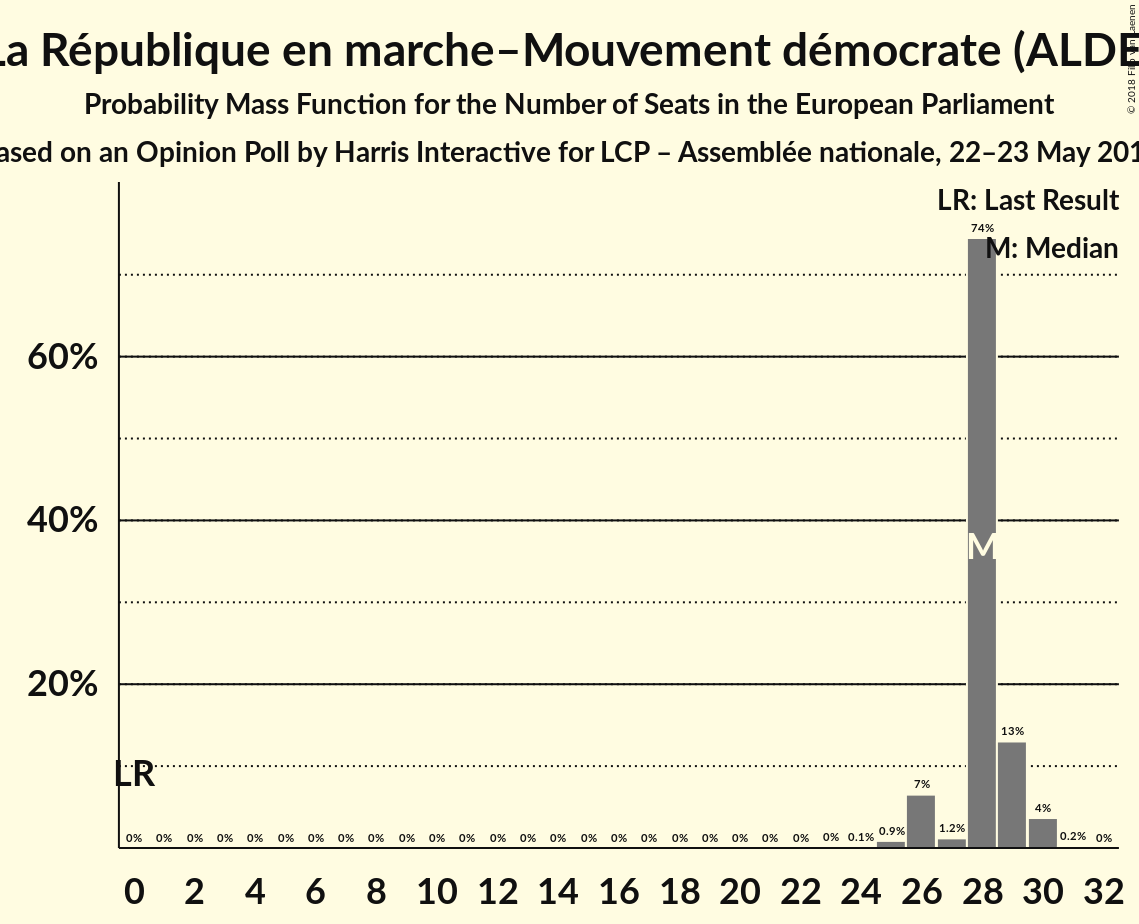 La République en marche–Mouvement démocrate (ALDE
Probability Mass Function for the Number of Seats in the European Parliament
ased on an Opinion Poll by Harris Interactive for LCP – Assemblée nationale, 22–23 May 201
LR: Last Result
M: Median
74%
60%
40%
M
20%
13%
LR
7%
4%
0% 0% 0% 0% 0% 0% 0% 0% 0% 0% 0% 0% 0% 0% 0% 0% 0% 0% 0% 0% 0% 0% 0% 0% 0.1% 0.9% 1.2% 0.2% 0%
0 2 4 6 8 10 12 14 16 18 20 22 24 26 28 30 32
© 2018